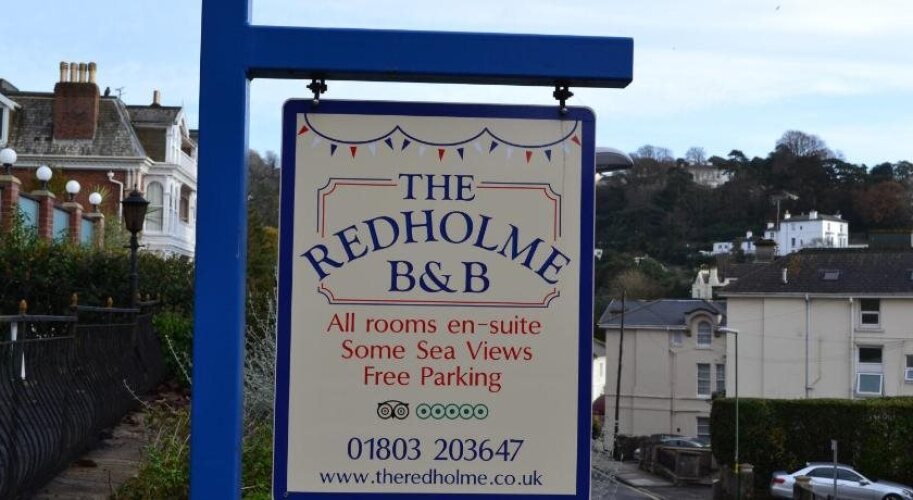 THE
REDHOLME
B&B
All rooms en-suite
Some Sea Views
Free Parking
01803 203647
www.theredholme.co.uk